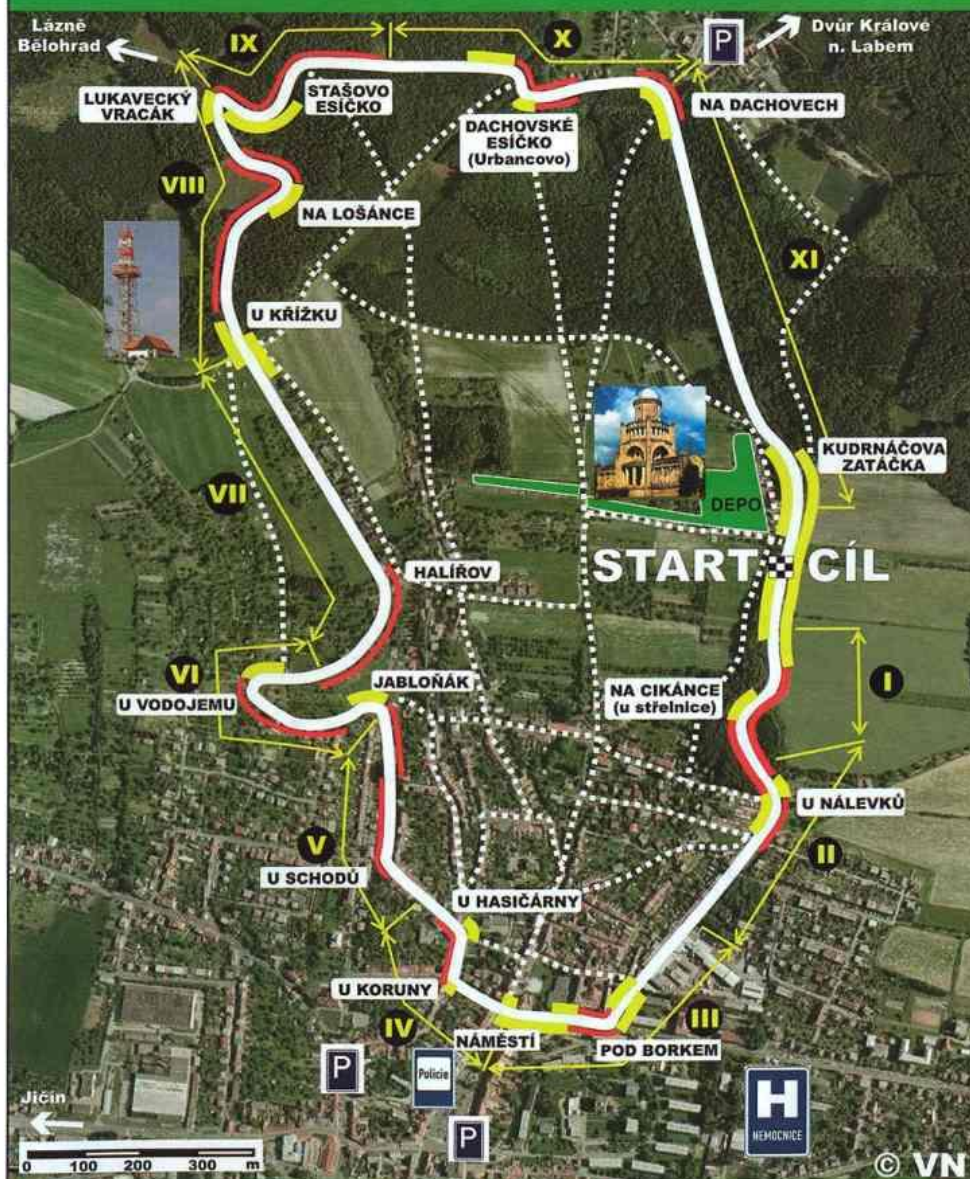 Lázně
Bělohrad
IX
X
P
Dvůr Králové
n. Labem
LUKAVECKÝ
VRACÁK
STAŠOVO
ESÍČKO
DACHOVSKÉ
ESÍČKO
(Urbancovo)
NA DACHOVECH
VIII
NA LOŠÁNCE
XI
U KŘÍŽKU
KUDRNÁČOVA
ZATÁČKA
VII
DEPO
HALÍŘOV
START CÍL
VI
U VODOJEMU
JABLOŇÁK
NA CIKÁNCE
(u střelnice)
I
U NÁLEVKŮ
V
U SCHODŮ
II
U HASIČÁRNY
U KORUNY
IV
NÁMĚSTÍ
III
POD BORKEM
P
Policie
P
H
NEMOCNICE
Jičín
0 100 200 300 m
© VN